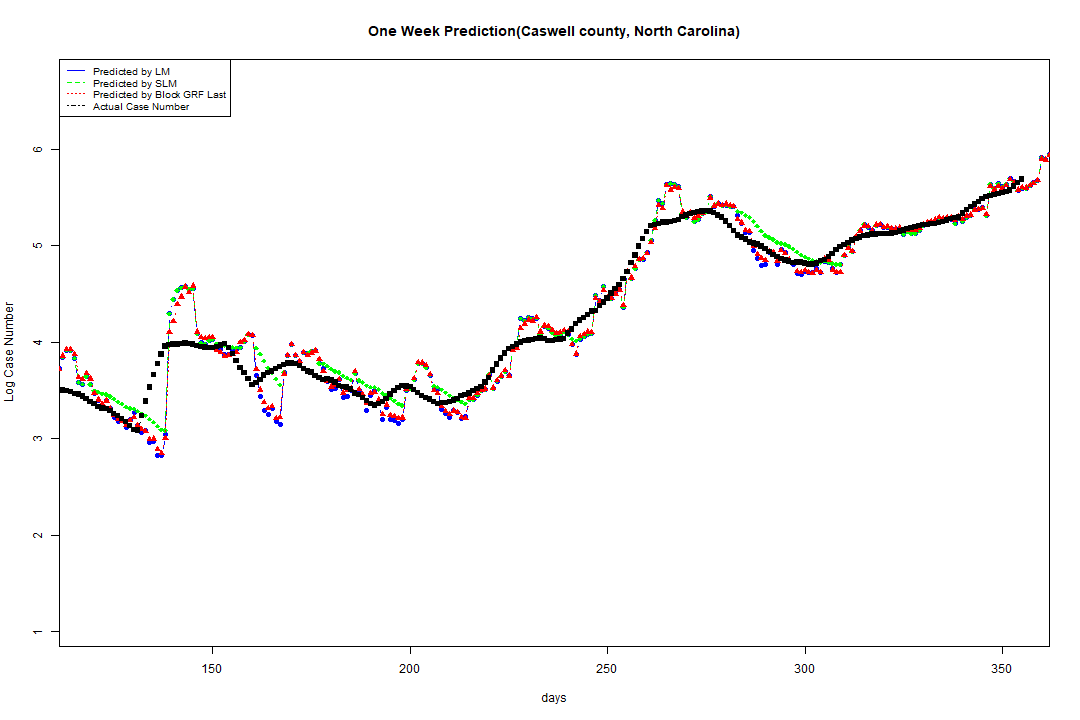 One Week Prediction(Caswell county, North Carolina)
Predicted by LM
Predicted by SLM
Predicted by Block GRF Last
Actual Case Number
Log Case Number
6
5
4
3
2
1
150 200 250 300 350
days